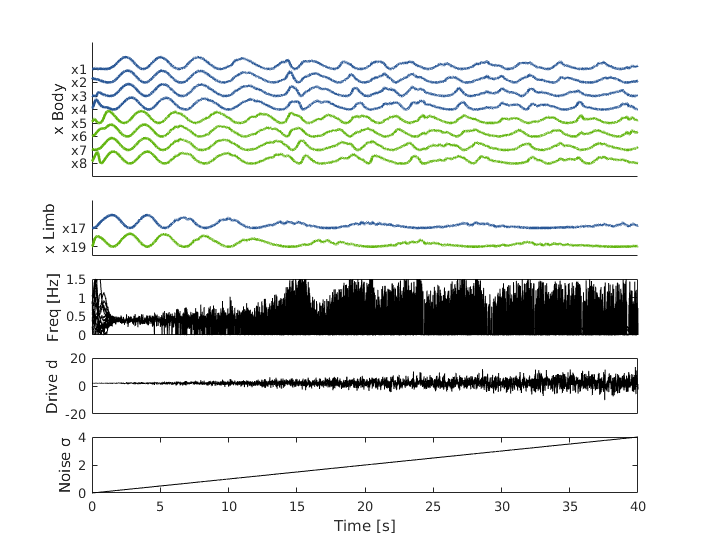 x Body
x1
x2
x3
x4
x5
x6
x7
x8
x Limb
x17
x19
Freq [Hz]
1.5
1
0.5
0
Drive d
20
0
-20
Noise σ
4
2
0
0 5 10 15 20 25 30 35 40
Time [s]